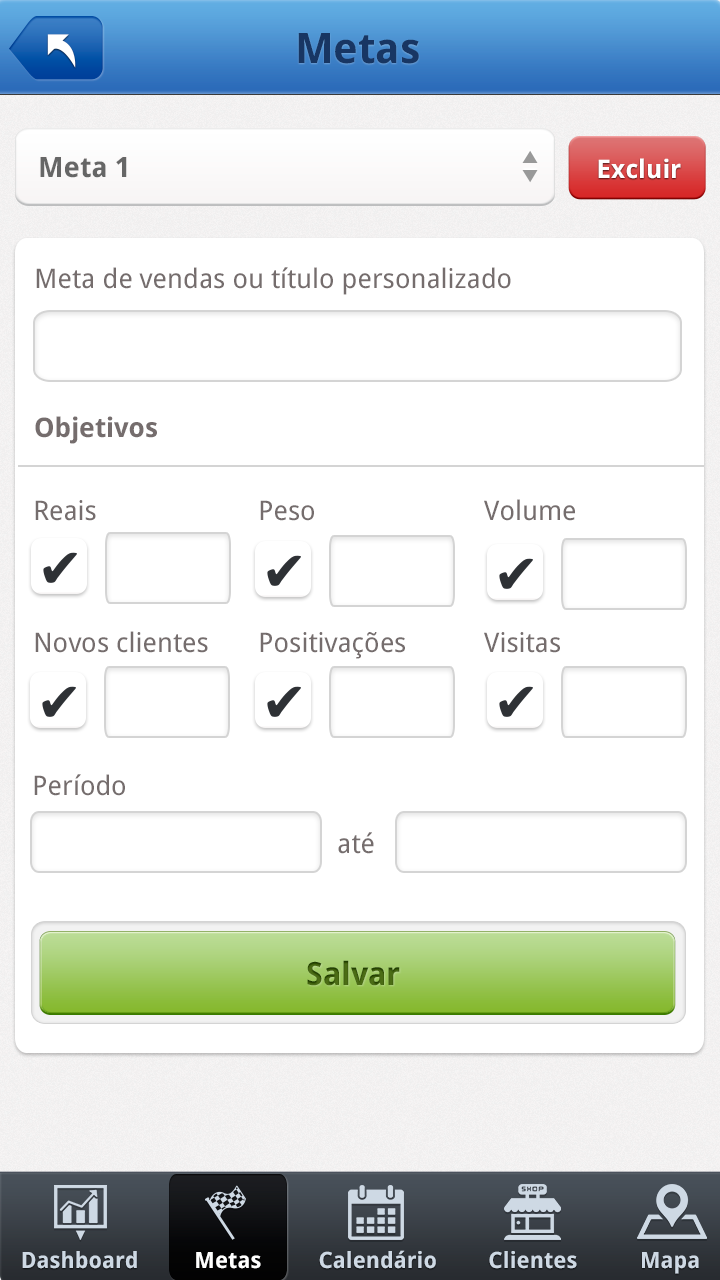 Metas
Meta 1
Excluir
Meta de vendas ou título personalizado
Objetivos
Reais Peso Volume
Novos clientes Positivações Visitas
Período
até
Salvar
SHOP
Dashboard Metas Calendário Clientes Mapa